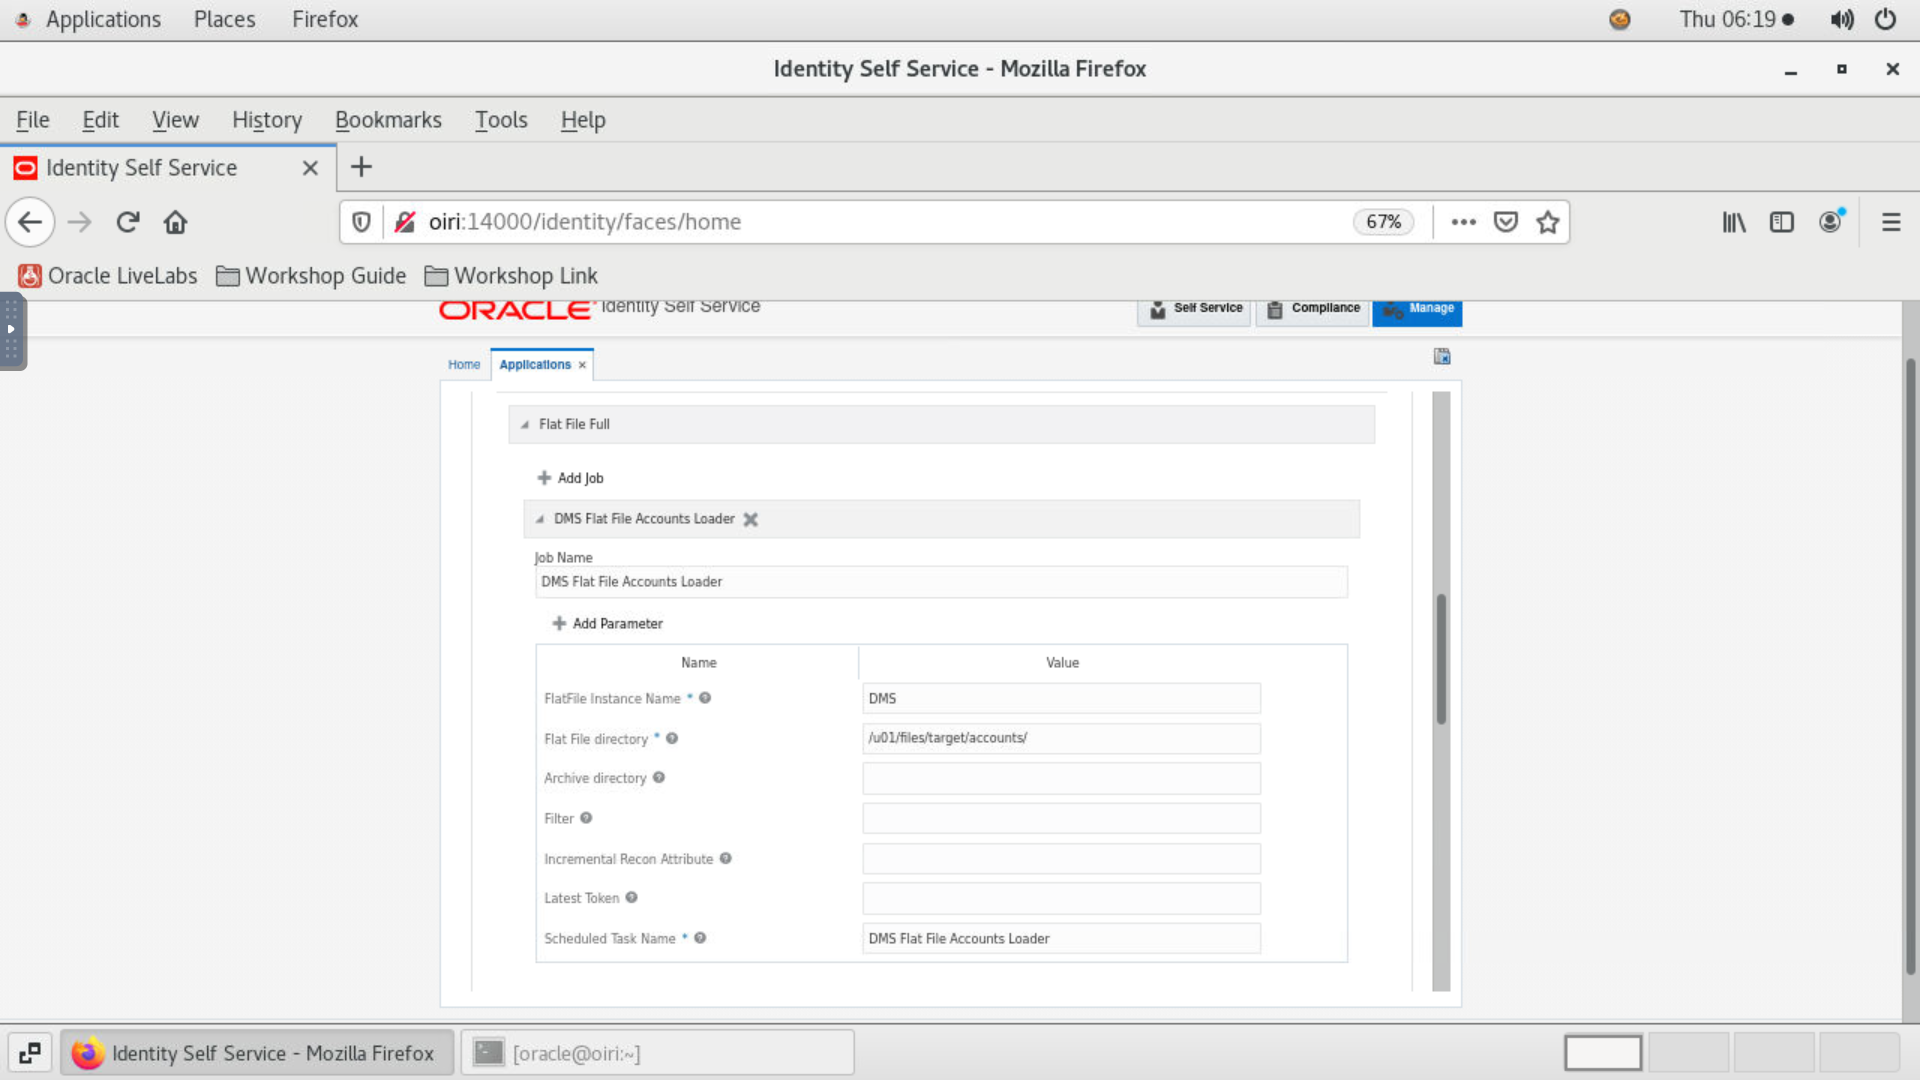 Applications Places Firefox Thu 06:19
Identity Self Service - Mozilla Firefox
File Edit View History Bookmarks Tools Help
Identity Self Service
oiri:14000/identity/faces/home 67%
Oracle LiveLabs Workshop Guide Workshop Link
ORACLE Identity Self Service Self Service Compliance Manage
Home Applications
Flat File Full
Add Job
DMS Flat File Accounts Loader
Job Name
DMS Flat File Accounts Loader
Add Parameter
Name Value
FlatFile Instance Name * DMS
Flat File directory * /u01/files/target/accounts/
Archive directory
Filter
Incremental Recon Attribute
Latest Token
Scheduled Task Name * DMS Flat File Accounts Loader
Identity Self Service - Mozilla Firefox [oracle@oiri:~]